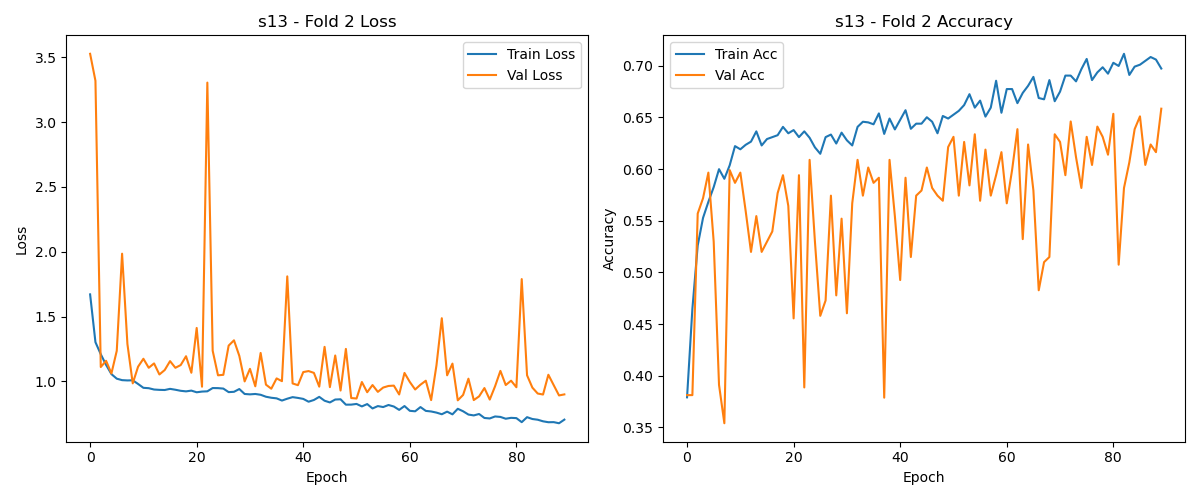 s13 - Fold 2 Loss
Train Loss
Val Loss
3.5
3.0
2.5
2.0
1.5
1.0
Loss
0
20
40
60
80
Epoch
s13 - Fold 2 Accuracy
Train Acc
Val Acc
0.70
0.65
0.60
0.55
0.50
0.45
0.40
0.35
Accuracy
0
20
40
60
80
Epoch